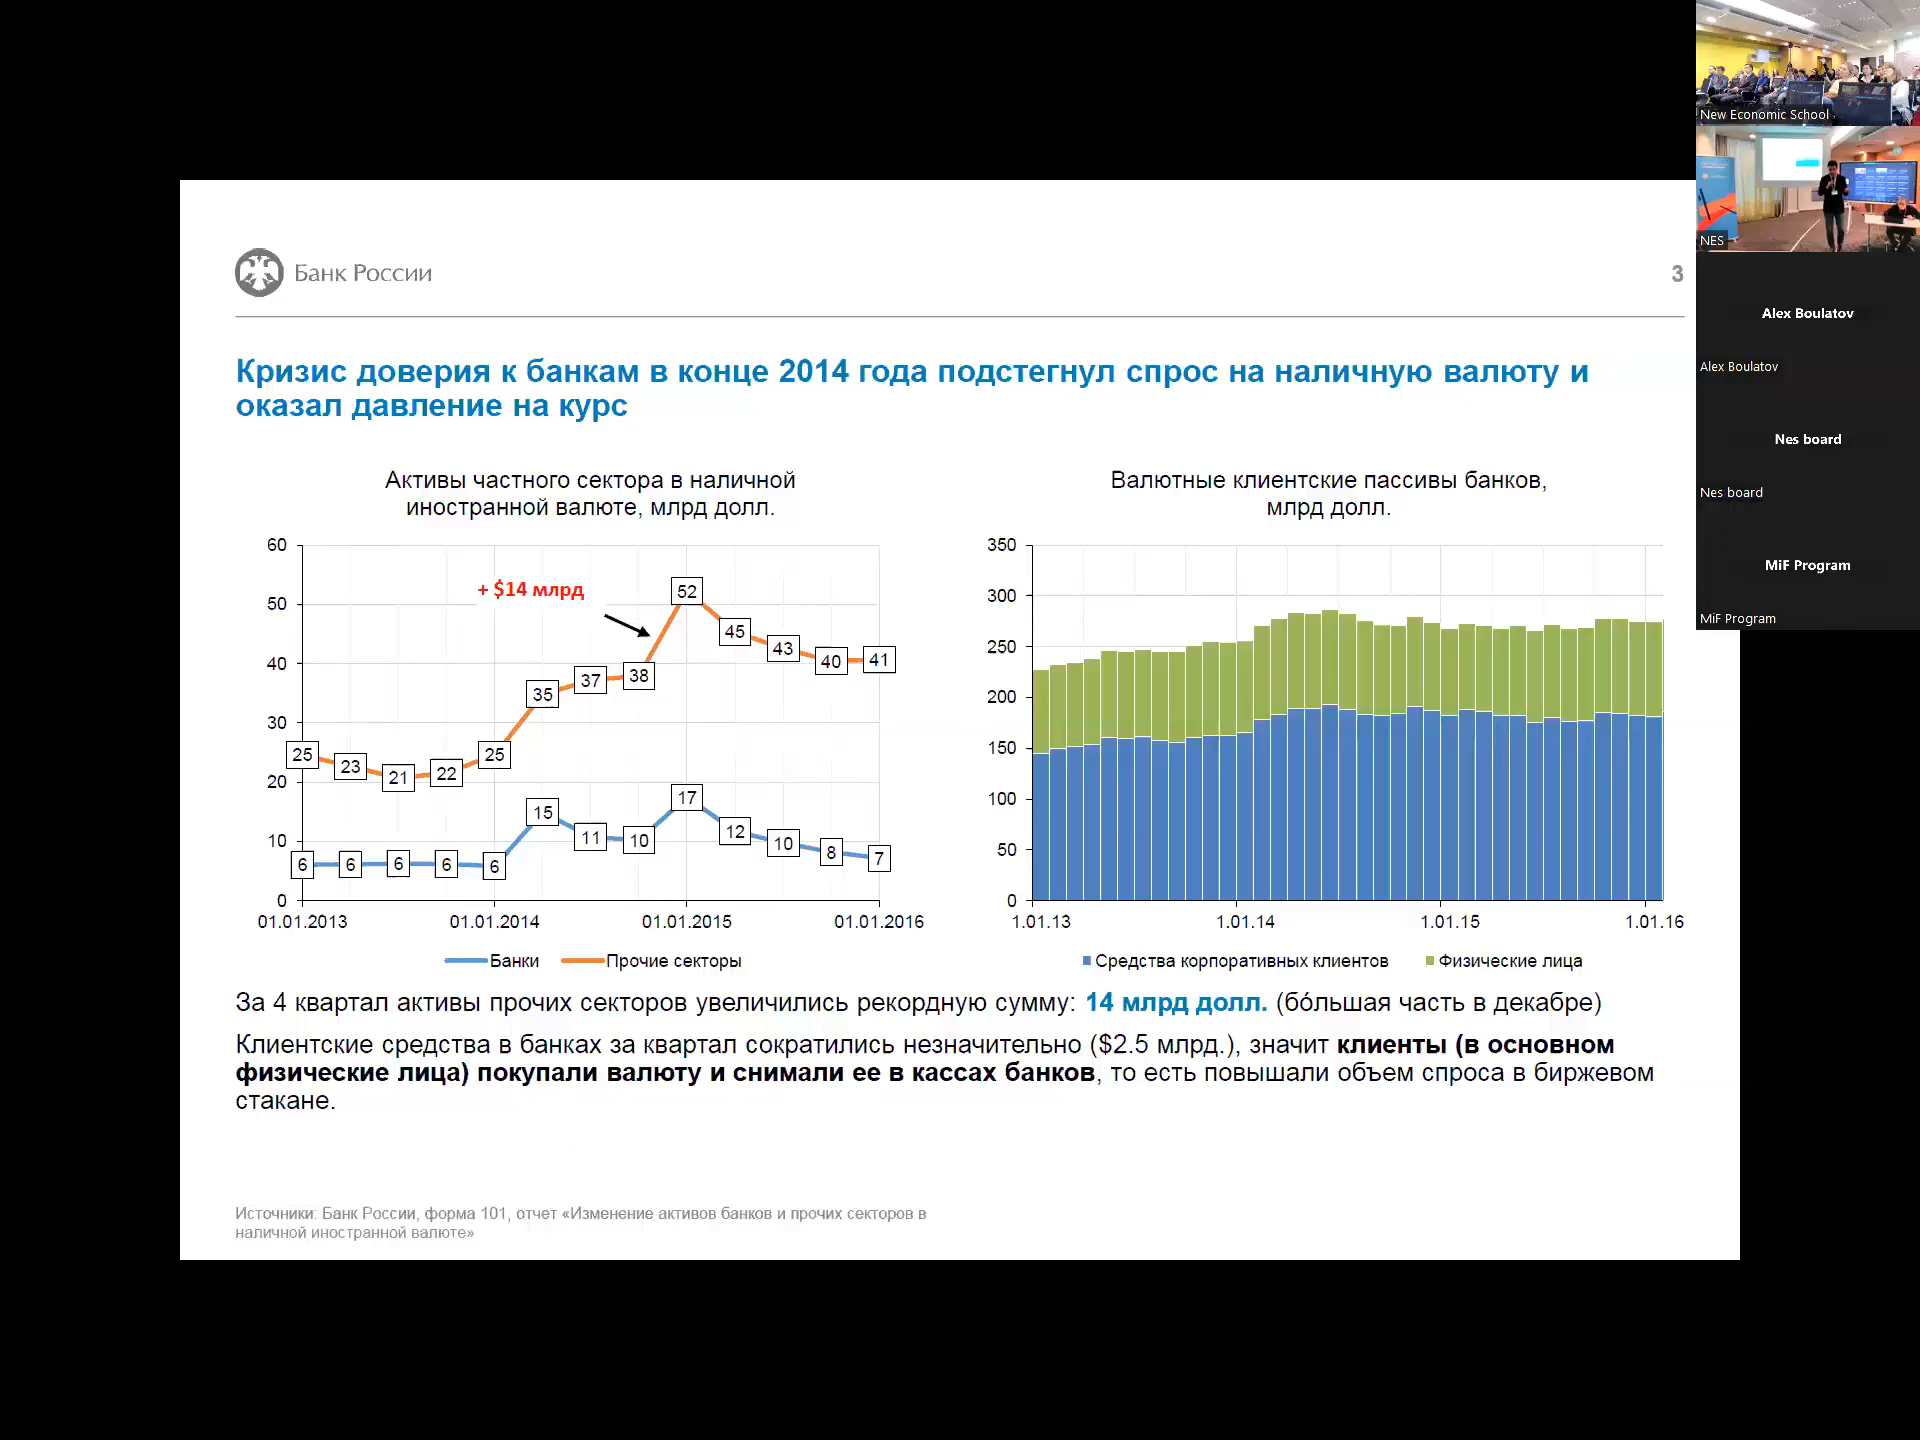 Банк России
3
Кризис доверия к банкам в конце 2014 года подстегнул спрос на наличную валюту и
оказал давление на курс
Активы частного сектора в наличной
иностранной валюте, млрд долл.
60
50
40
30
20
10
0
+ $14 млрд
25
23
21
22
25
35
37
38
52
45
43
40
41
6
6
6
6
6
15
11
10
17
12
10
8
7
01.01.2013
01.01.2014
01.01.2015
01.01.2016
Банки
Прочие секторы
Валютные клиентские пассивы банков,
млрд долл.
350
300
250
200
150
100
50
0
1.01.13
1.01.14
1.01.15
1.01.16
Средства корпоративных клиентов
Физические лица
За 4 квартал активы прочих секторов увеличились рекордную сумму: 14 млрд долл. (бо́льшая часть в декабре)
Клиентские средства в банках за квартал сократились незначительно ($2.5 млрд.), значит клиенты (в основном
физические лица) покупали валюту и снимали ее в кассах банков, то есть повышали объем спроса в биржевом
стакане.
Источники: Банк России, форма 101, отчет «Изменение активов банков и прочих секторов в
наличной иностранной валюте»
New Economic School
NES
Alex Boulatov
Alex Boulatov
Nes board
Nes board
MiF Program
MiF Program